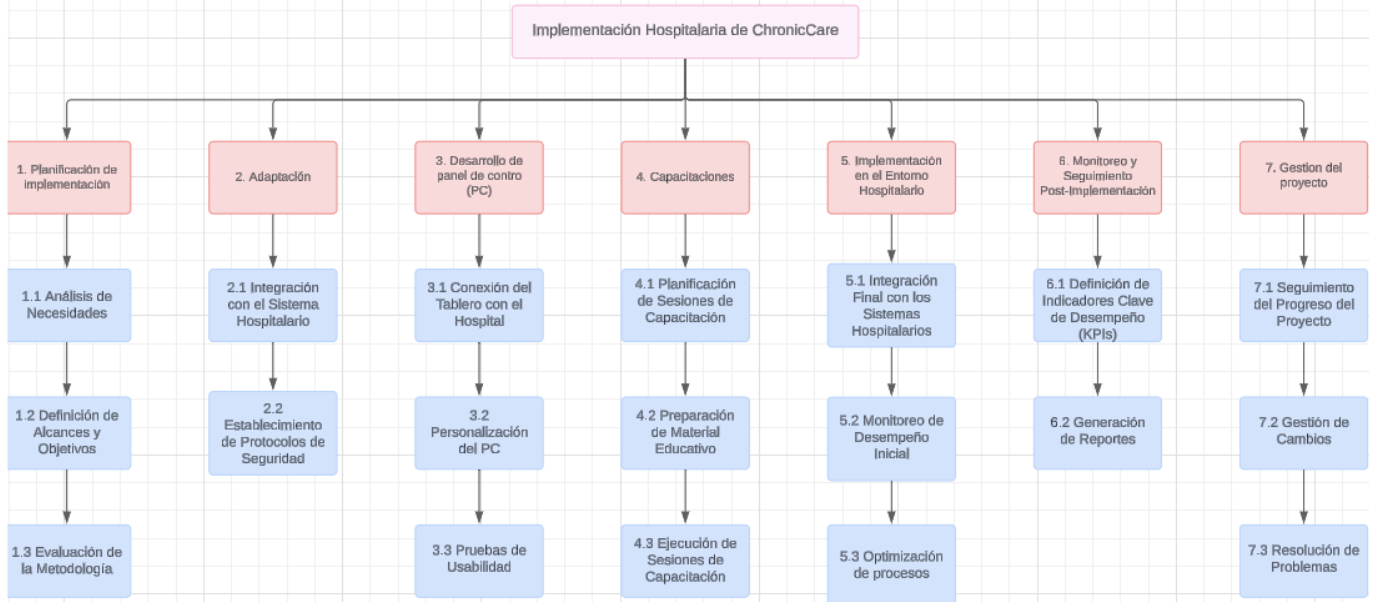 Implementación Hospitalaria de ChronicCare
1. Planificación de
implementación
2. Adaptación
3. Desarrollo de
panel de contro
(PC)
4. Capacitaciones
5. Implementación
en el Entorno
Hospitalario
6. Monitoreo y
Seguimiento
Post-Implementación
7. Gestion del
proyecto
1.1 Análisis de
Necesidades
2.1 Integración
con el Sistema
Hospitalario
3.1 Conexión del
Tablero con el
Hospital
4.1 Planificación
de Sesiones de
Capacitación
5.1 Integración
Final con los
Sistemas
Hospitalarios
6.1 Definición de
Indicadores Clave
de Desempeño
(KPIs)
7.1 Seguimiento
del Progreso del
Proyecto
1.2 Definición de
Alcances y
Objetivos
2.2
Establecimiento
de Protocolos de
Seguridad
3.2
Personalización
del PC
4.2 Preparación
de Material
Educativo
5.2 Monitoreo de
Desempeño
Inicial
6.2 Generación
de Reportes
7.2 Gestión de
Cambios
1.3 Evaluación de
la Metodología
3.3 Pruebas de
Usabilidad
4.3 Ejecución de
Sesiones de
Capacitación
5.3 Optimización
de procesos
7.3 Resolución de
Problemas